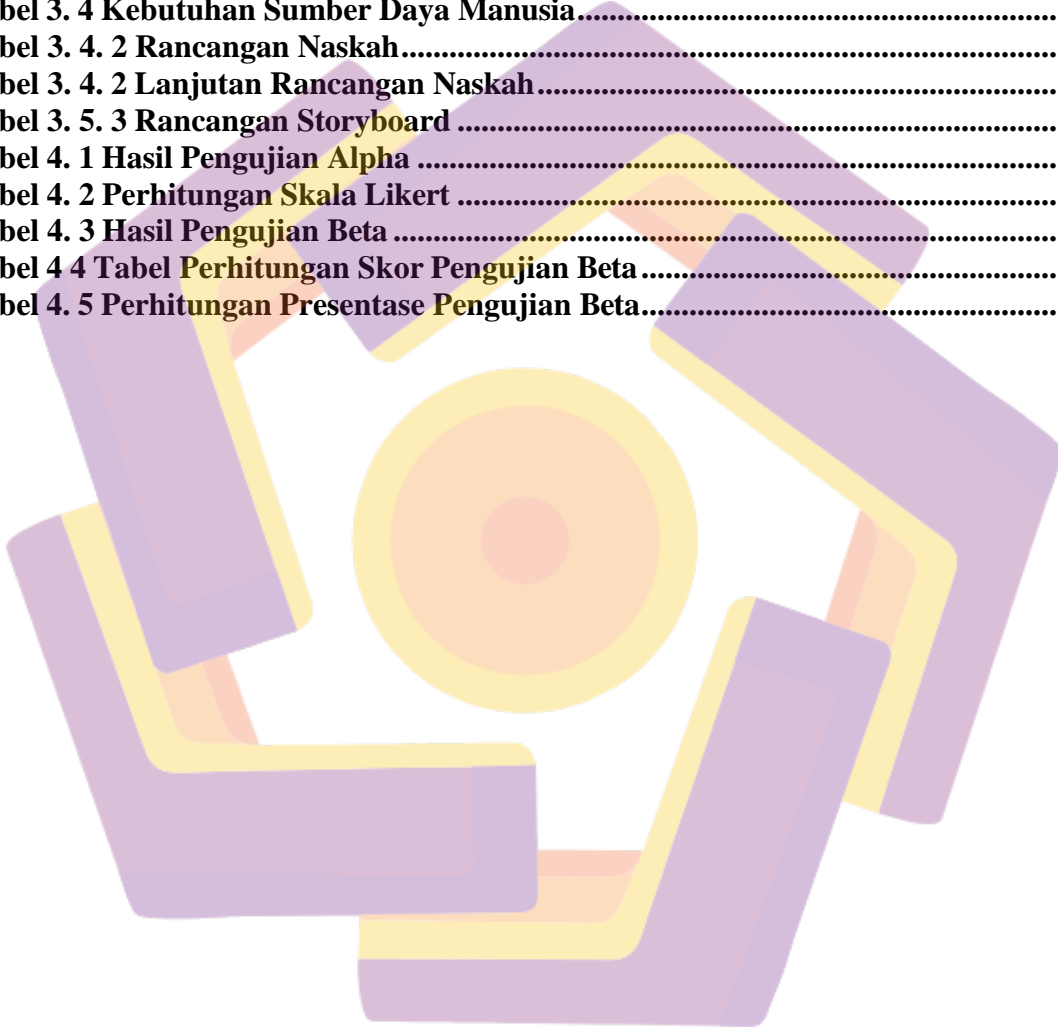 bel 3. 4 Kebutuhan Sumber Daya Manusia..........................................................
bel 3. 4. 2 Rancangan Naskah................................................................................
bel 3. 4. 2 Lanjutan Rancangan Naskah...............................................................
bel 3. 5. 3 Rancangan Storyboard .........................................................................
bel 4. 1 Hasil Pengujian Alpha ..............................................................................
bel 4. 2 Perhitungan Skala Likert .........................................................................
bel 4. 3 Hasil Pengujian Beta .................................................................................
bel 4 4 Tabel Perhitungan Skor Pengujian Beta..................................................
bel 4. 5 Perhitungan Presentase Pengujian Beta..................................................